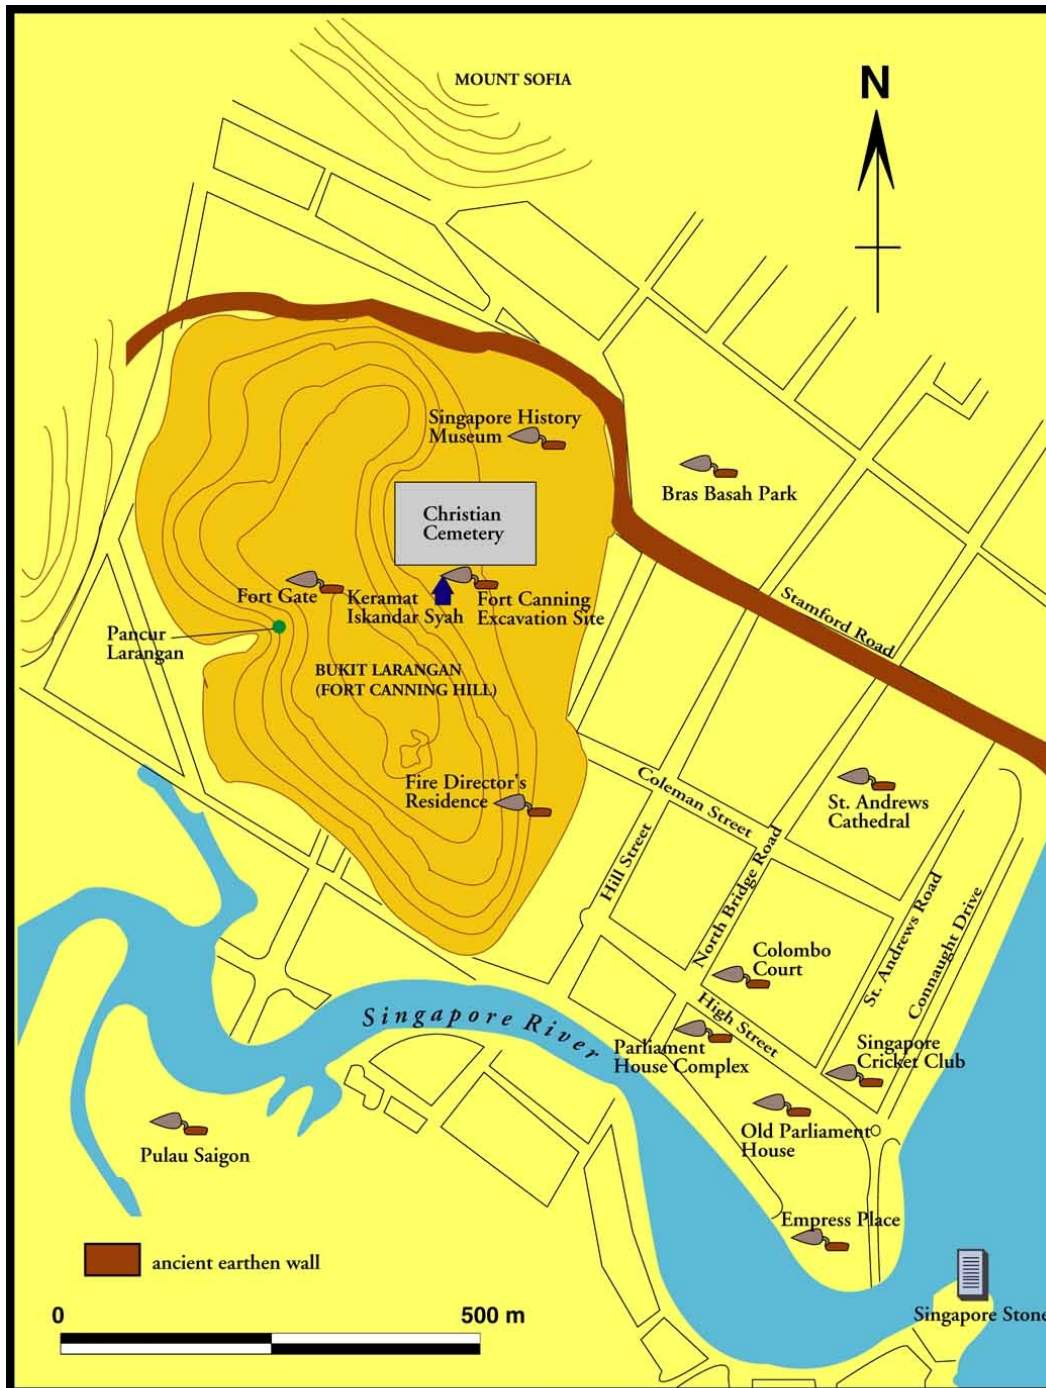 MOUNT SOFIA
N
Singapore History
Museum
Bras Basah Park
Christian
Cemetery
Fort Gate
Keramat
Iskandar Syah
Fort Canning
Excavation Site
Stamford Road
Pancur
Larangan
BUKIT LARANGAN
(FORT CANNING HILL)
Fire Director's
Residence
Coleman Street
St. Andrews
Cathedral
Hill Street
North Bridge Road
St. Andrews Road
Connaught Drive
Colombo
Court
High Street
Singapore River
Parliament
House Complex
Singapore
Cricket Club
Old Parliament
House
Pulau Saigon
Empress Place
ancient earthen wall
Singapore Stone
0
500 m